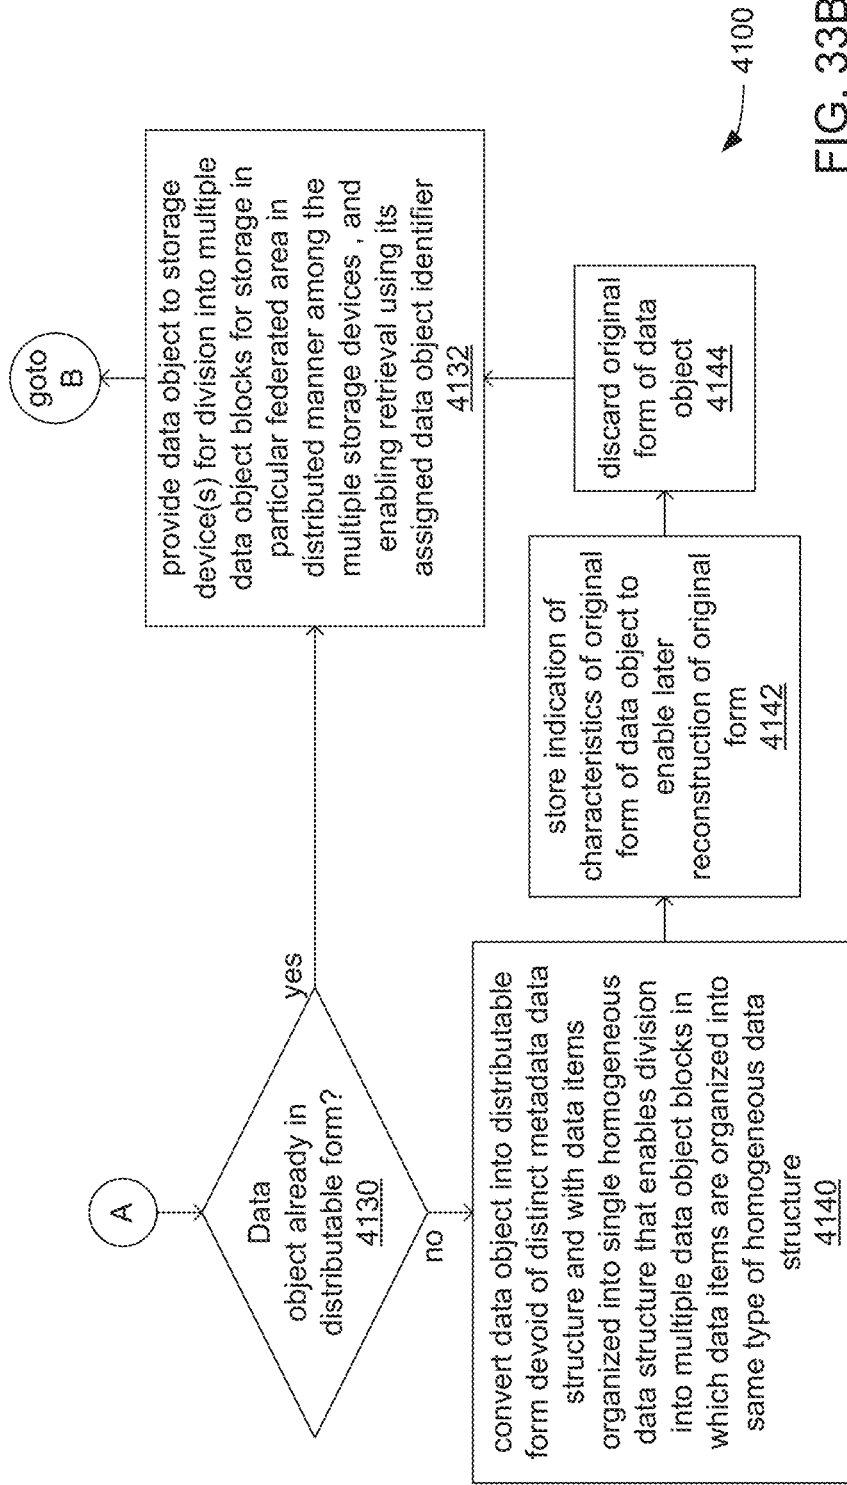 A
Data
object already in
distributable form?
4130
yes
no
provide data object to storage
device(s) for division into multiple
data object blocks for storage in
particular federated area in
distributed manner among the
multiple storage devices , and
enabling retrieval using its
assigned data object identifier
4132
goto
B
convert data object into distributable
form devoid of distinct metadata data
structure and with data items
organized into single homogeneous
data structure that enables division
into multiple data object blocks in
which data items are organized into
same type of homogeneous data
structure
4140
store indication of
characteristics of original
form of data object to
enable later
reconstruction of original
form
4142
discard original
form of data
object
4144
4100
FIG. 33B